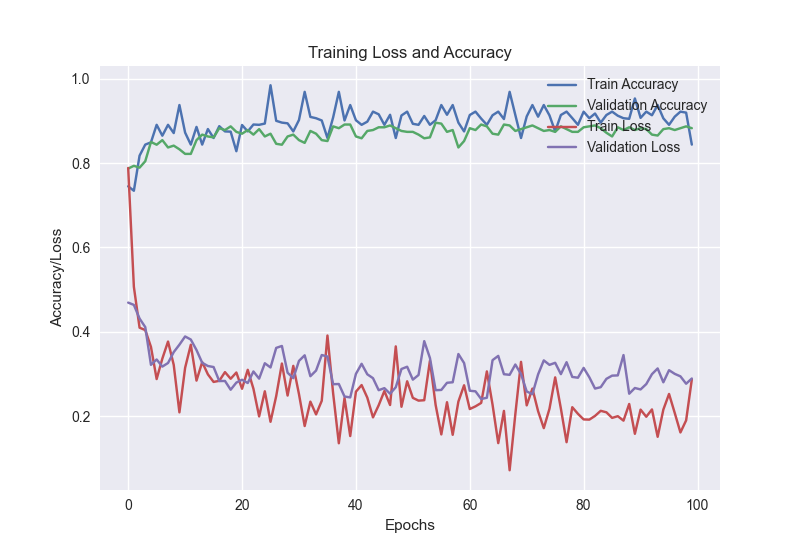 Training Loss and Accuracy
1.0
0.8
0.6
0.4
0.2
Accuracy/Loss
Train Accuracy
Validation Accuracy
Train Loss
Validation Loss
0 20 40 60 80 100
Epochs